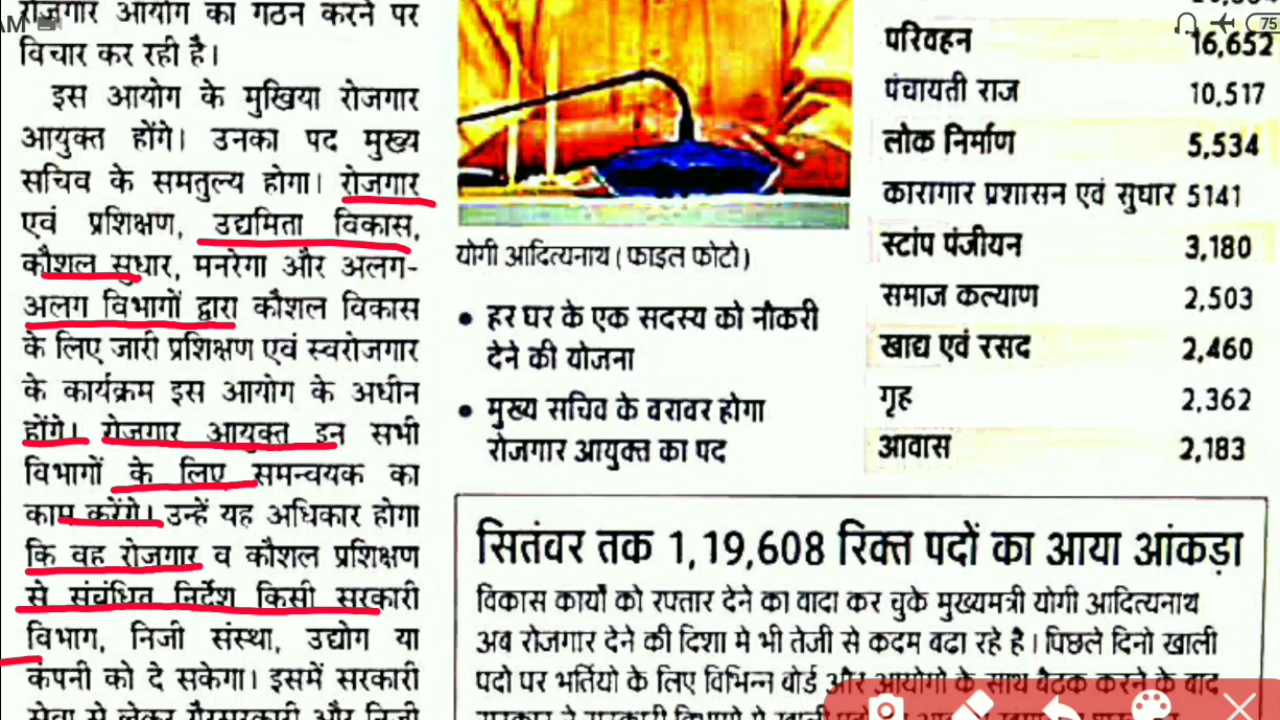 रोजगार आयोग का गठन करने पर
विचार कर रही है।
इस आयोग के मुखिया रोजगार
आयुक्त होंगे। उनका पद मुख्य
सचिव के समतुल्य होगा। रोजगार
एवं प्रशिक्षण, उद्यमिता विकास,
कौशल सुधार, मनरेगा और अलग-
अलग विभागों द्वारा कौशल विकास
के लिए जारी प्रशिक्षण एवं स्वरोजगार
के कार्यक्रम इस आयोग के अधीन
होंगे। रोजगार आयुक्त इन सभी
विभागों के लिए समन्वयक का
काम करेंगे। उन्हें यह अधिकार होगा
कि वह रोजगार व कौशल प्रशिक्षण
से संबंधित निर्देश किसी सरकारी
विभाग, निजी संस्था, उद्योग या
कंपनी को दे सकेगा। इसमें सरकारी
सेवा से लेकर गैरसरकारी और निजी
योगी आदित्यनाथ (फाइल फोटो)
• हर घर के एक सदस्य को नौकरी
देने की योजना
• मुख्य सचिव के बराबर होगा
रोजगार आयुक्त का पद
परिवहन 16,652
पंचायती राज 10,517
लोक निर्माण 5,534
कारागार प्रशासन एवं सुधार 5141
स्टांप पंजीयन 3,180
समाज कल्याण 2,503
खाद्य एवं रसद 2,460
गृह 2,362
आवास 2,183
सितंबर तक 1,19,608 रिक्त पदों का आया आंकड़ा
विकास कार्यों को रफ्तार देने का वादा कर चुके मुख्यमंत्री योगी आदित्यनाथ
अब रोजगार देने की दिशा मे भी तेजी से कदम बढा रहे है। पिछले दिनो खाली
पदो पर भर्तियो के लिए विभिन्न बोर्ड और आयोगो के साथ बैठक करने के बाद
AM
75